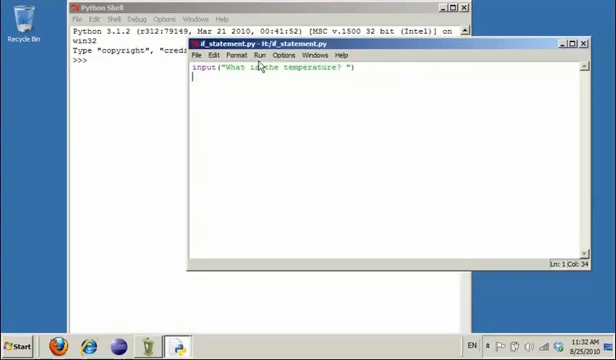 Recycle Bin
Python Shell
File Edit Shell Debug Options Windows Help
Python 3.1.2 (r312:79149, Mar 21 2010, 00:41:52) [MSC v.1500 32 bit (Intel)] on
win32
Type "copyright", "credi
>>>
if_statement.py - H:/if_statement.py
File Edit Format Run Options Windows Help
input("What is the temperature? ")
Ln: 1 Col: 34
Start
EN
11:32 AM
8/25/2010